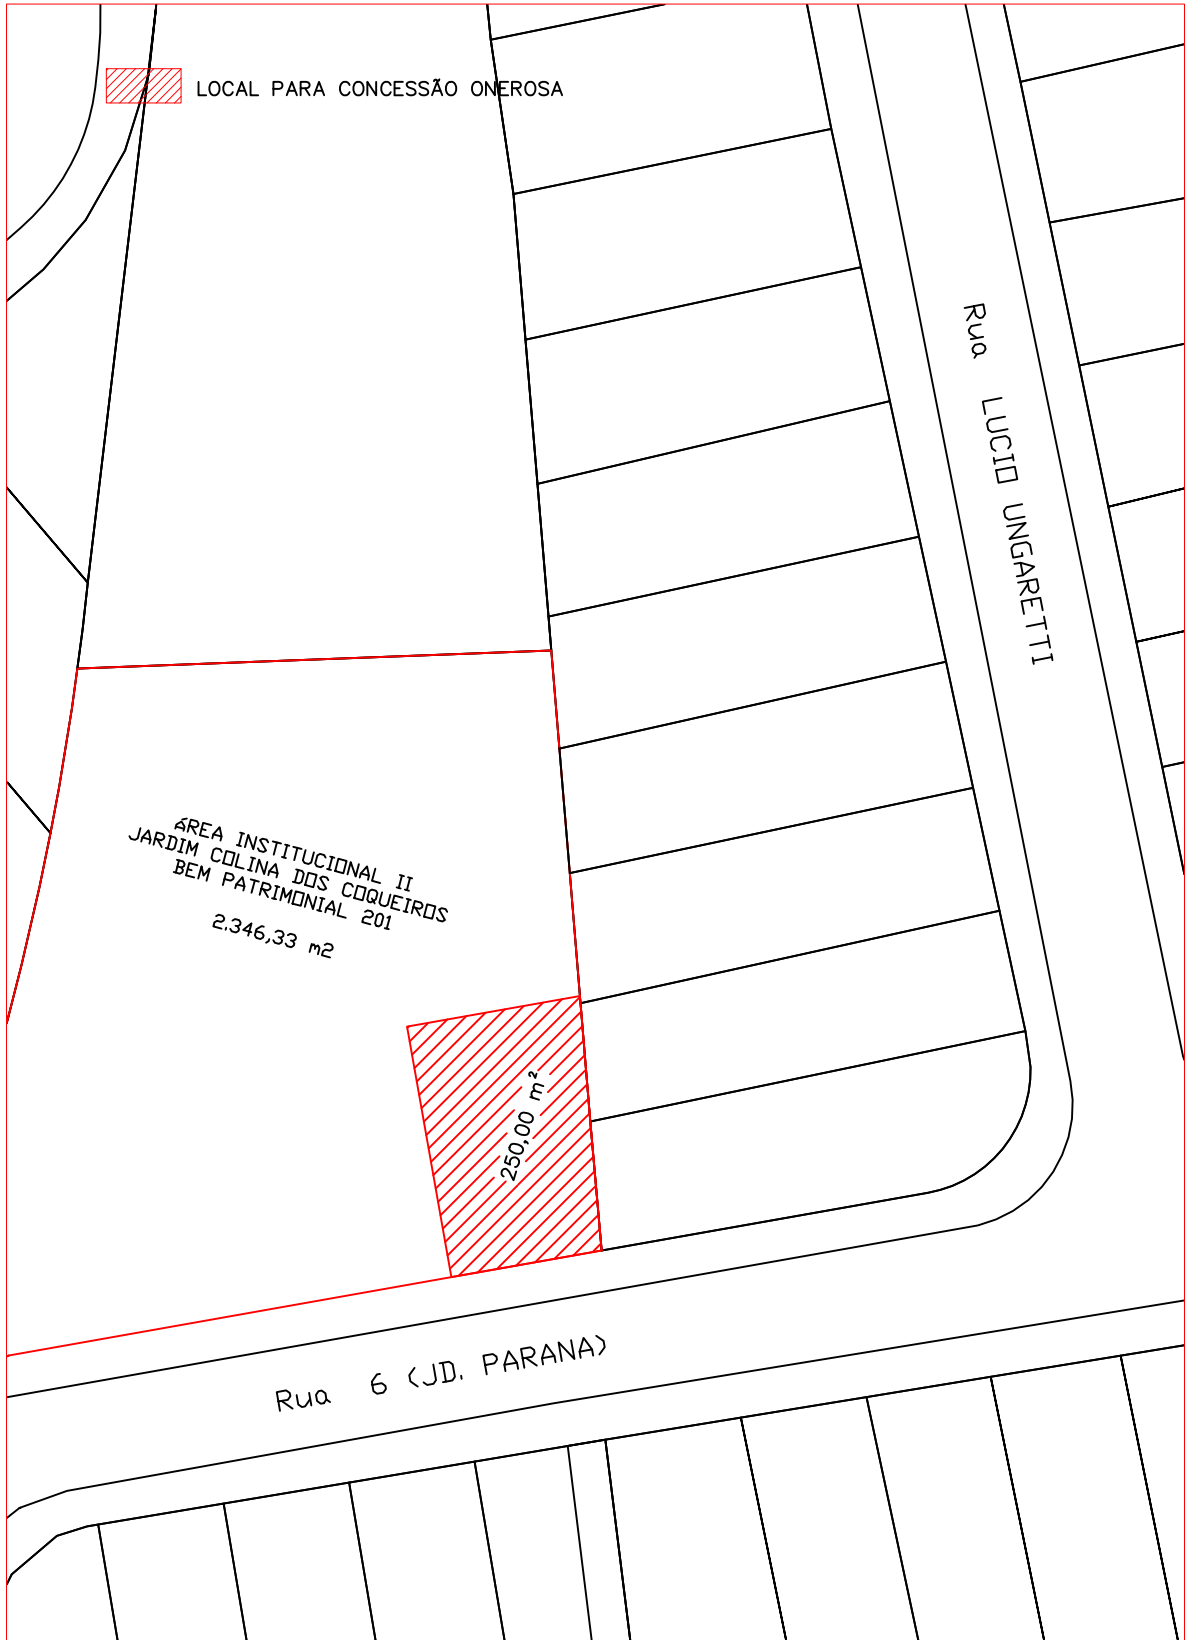 LOCAL PARA CONCESSÃO ONEROSA
Rua LUCIO UNGARETTI
ÁREA INSTITUCIONAL II
JARDIM COLINA DOS COQUEIROS
BEM PATRIMONIAL 201
2.346,33 m2
250,00 m²
Rua 6 (JD. PARANA)